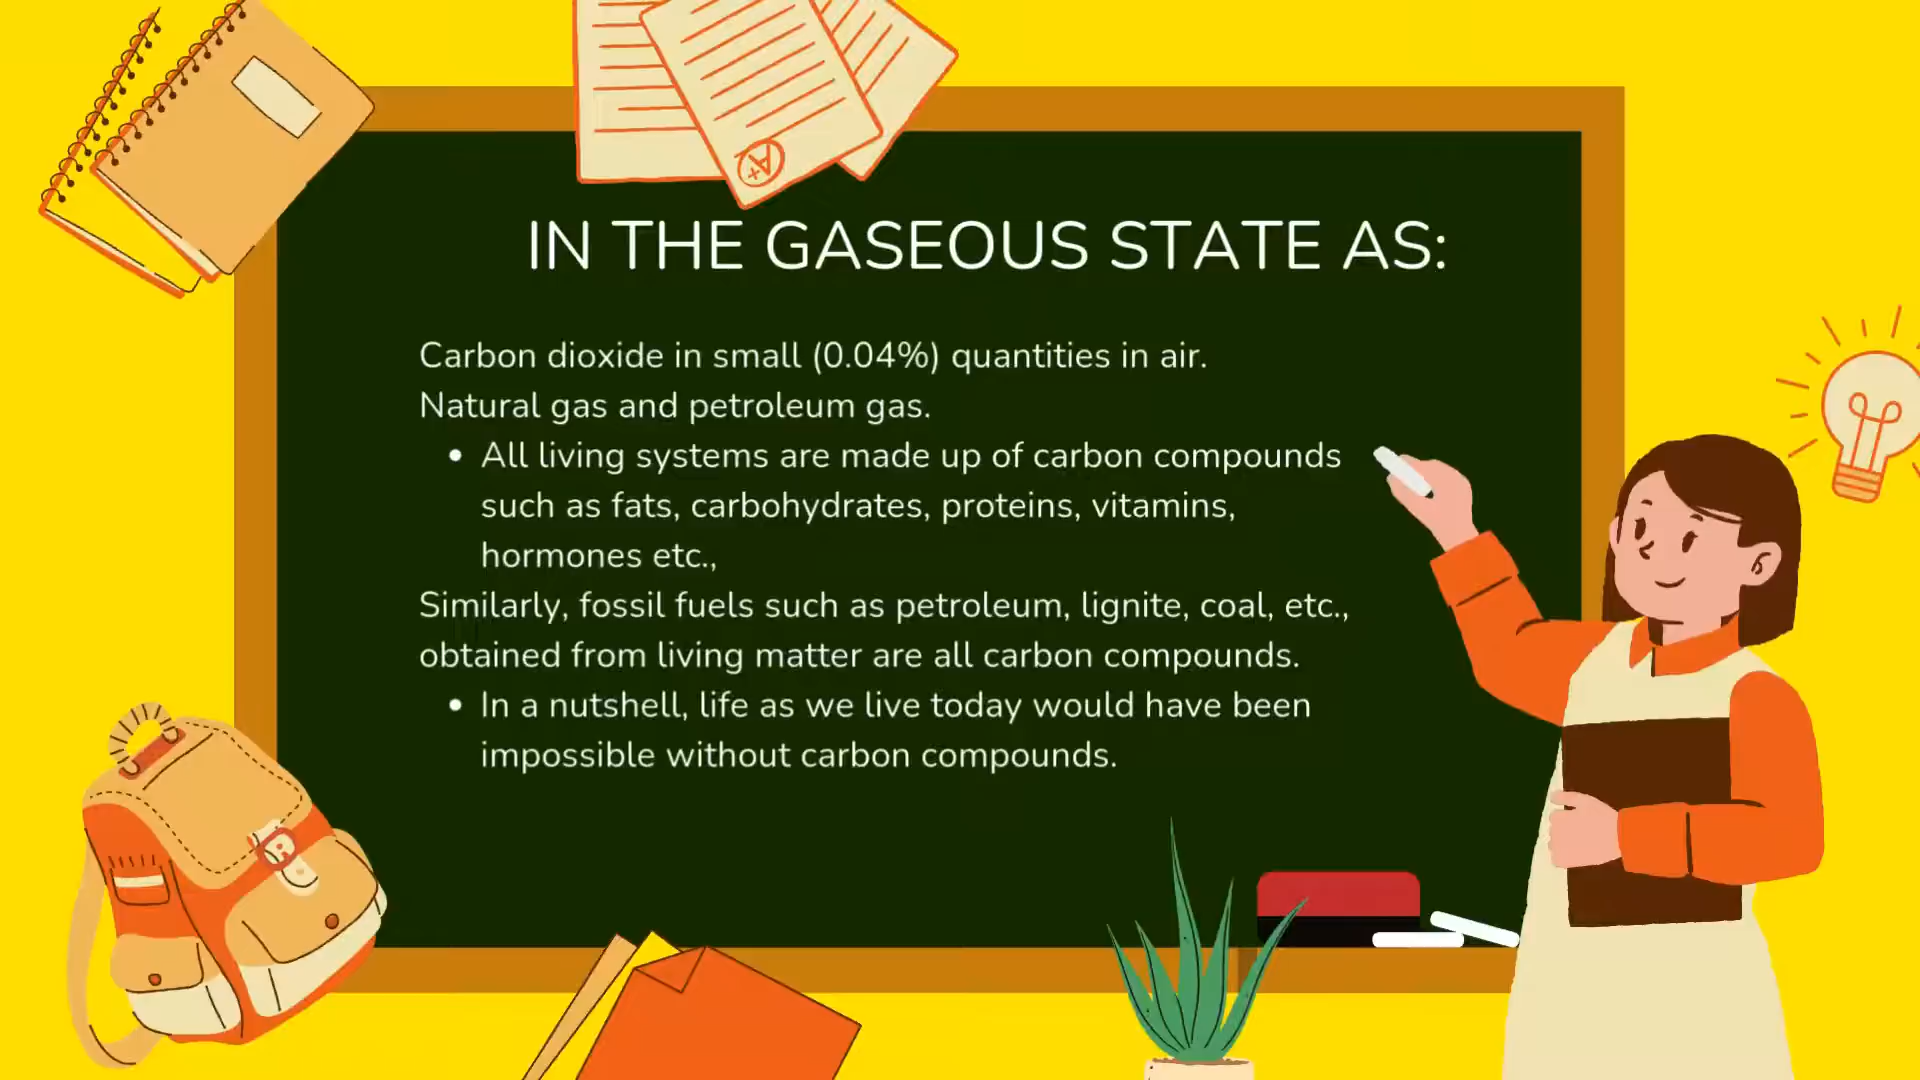 A+
IN THE GASEOUS STATE AS:
Carbon dioxide in small (0.04%) quantities in air.
Natural gas and petroleum gas.
• All living systems are made up of carbon compounds
such as fats, carbohydrates, proteins, vitamins,
hormones etc.,
Similarly, fossil fuels such as petroleum, lignite, coal, etc.,
obtained from living matter are all carbon compounds.
• In a nutshell, life as we live today would have been
impossible without carbon compounds.